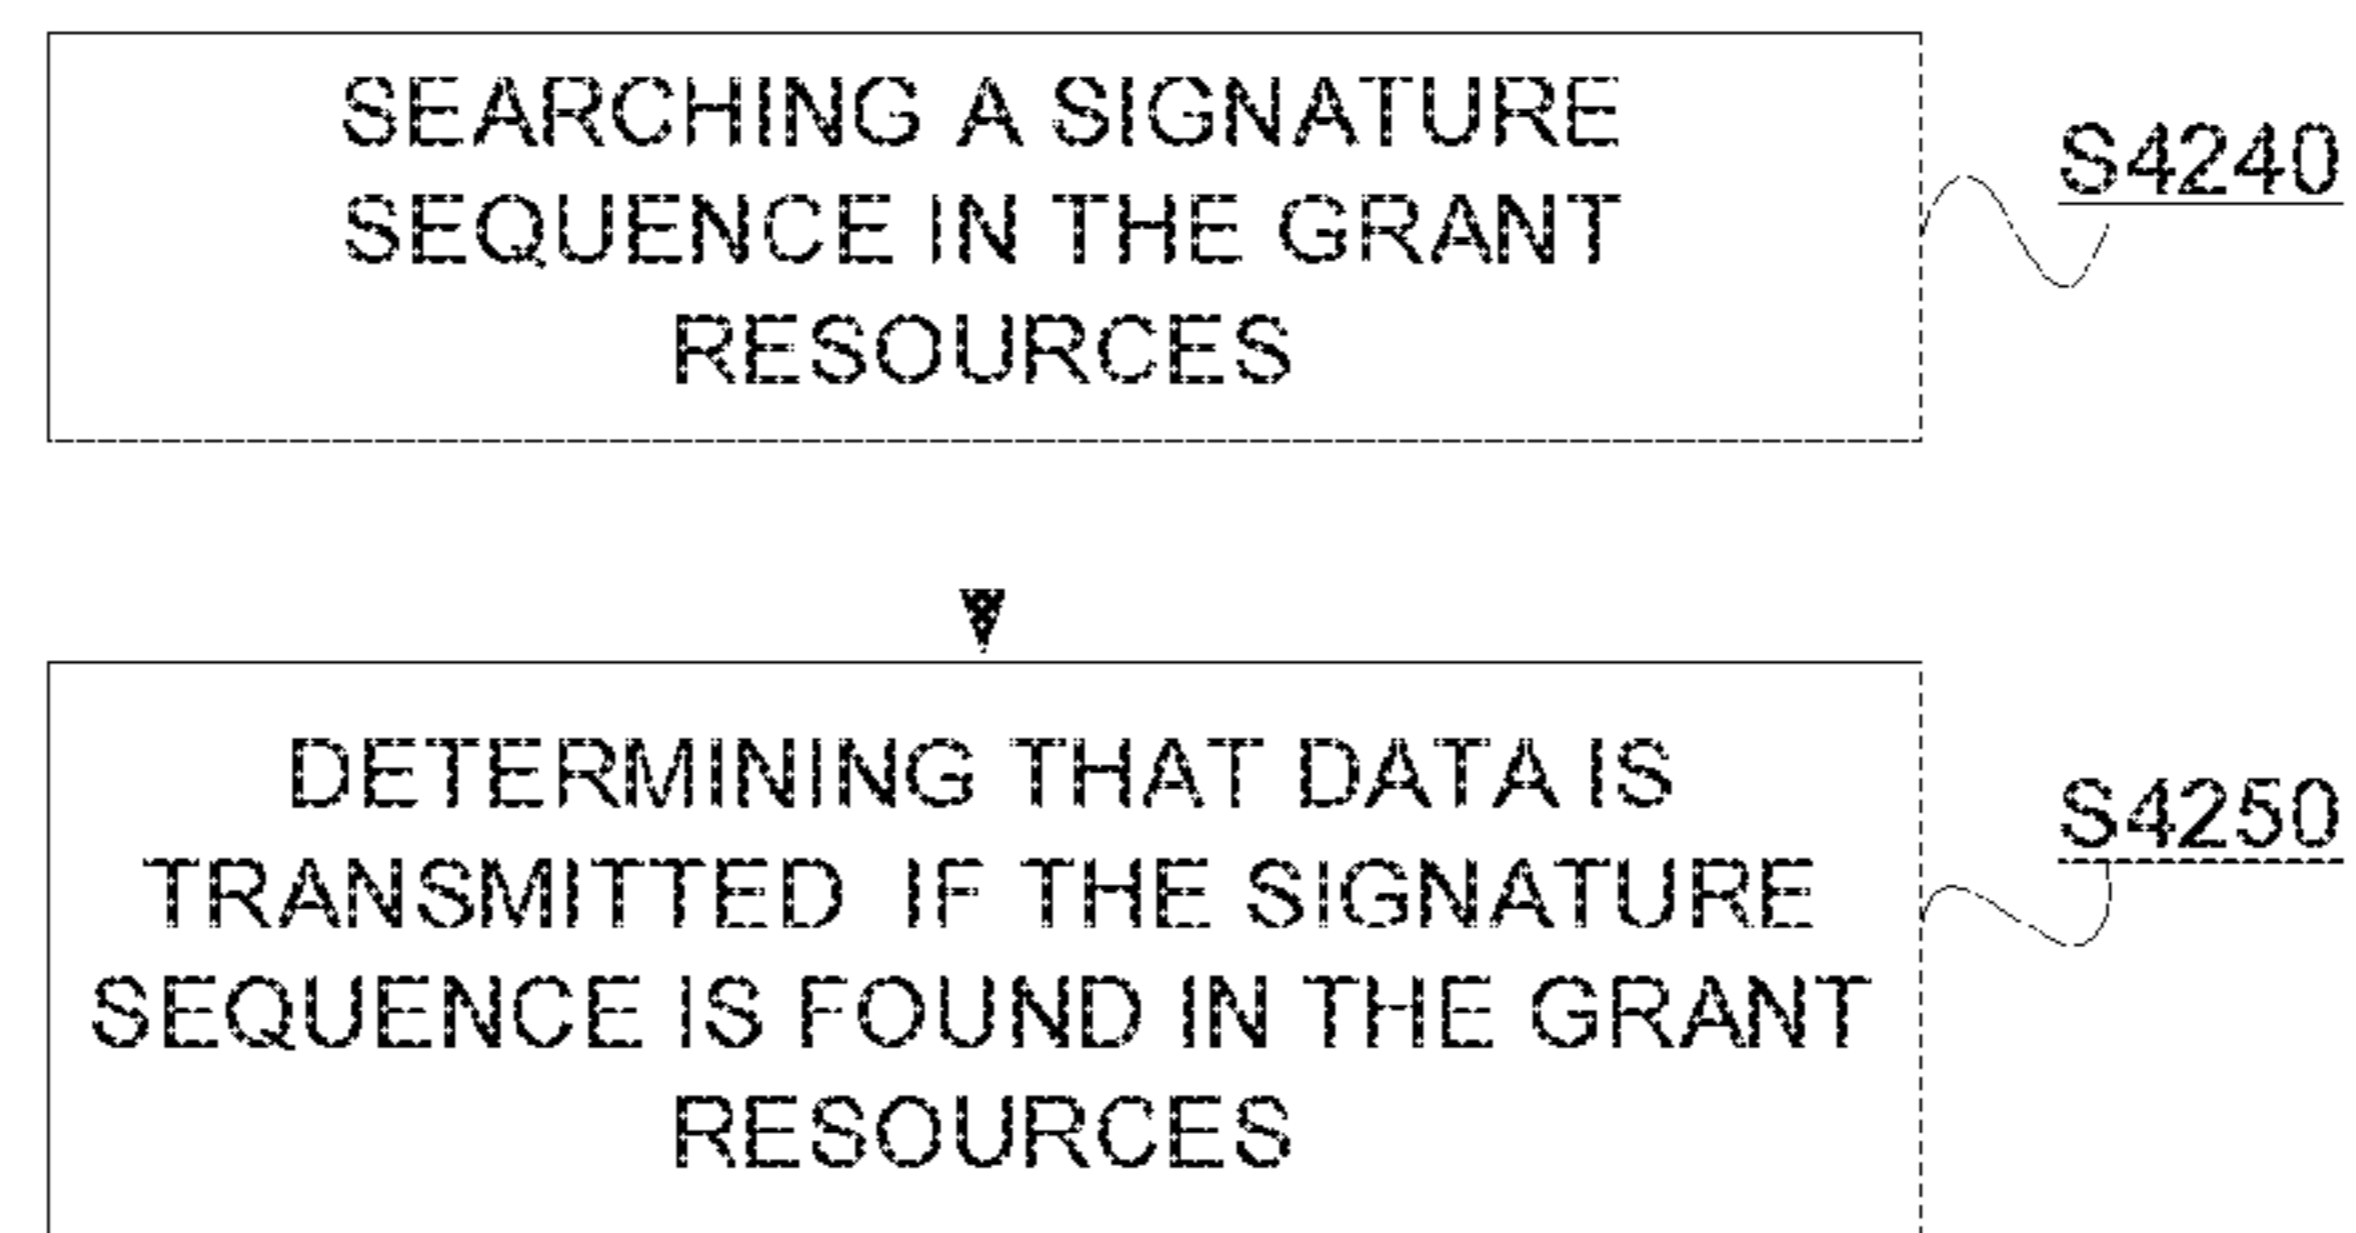 SEARCHING A SIGNATURE
SEQUENCE IN THE GRANT
RESOURCES
S4240
DETERMINING THAT DATA IS
TRANSMITTED IF THE SIGNATURE
SEQUENCE IS FOUND IN THE GRANT
RESOURCES
S4250